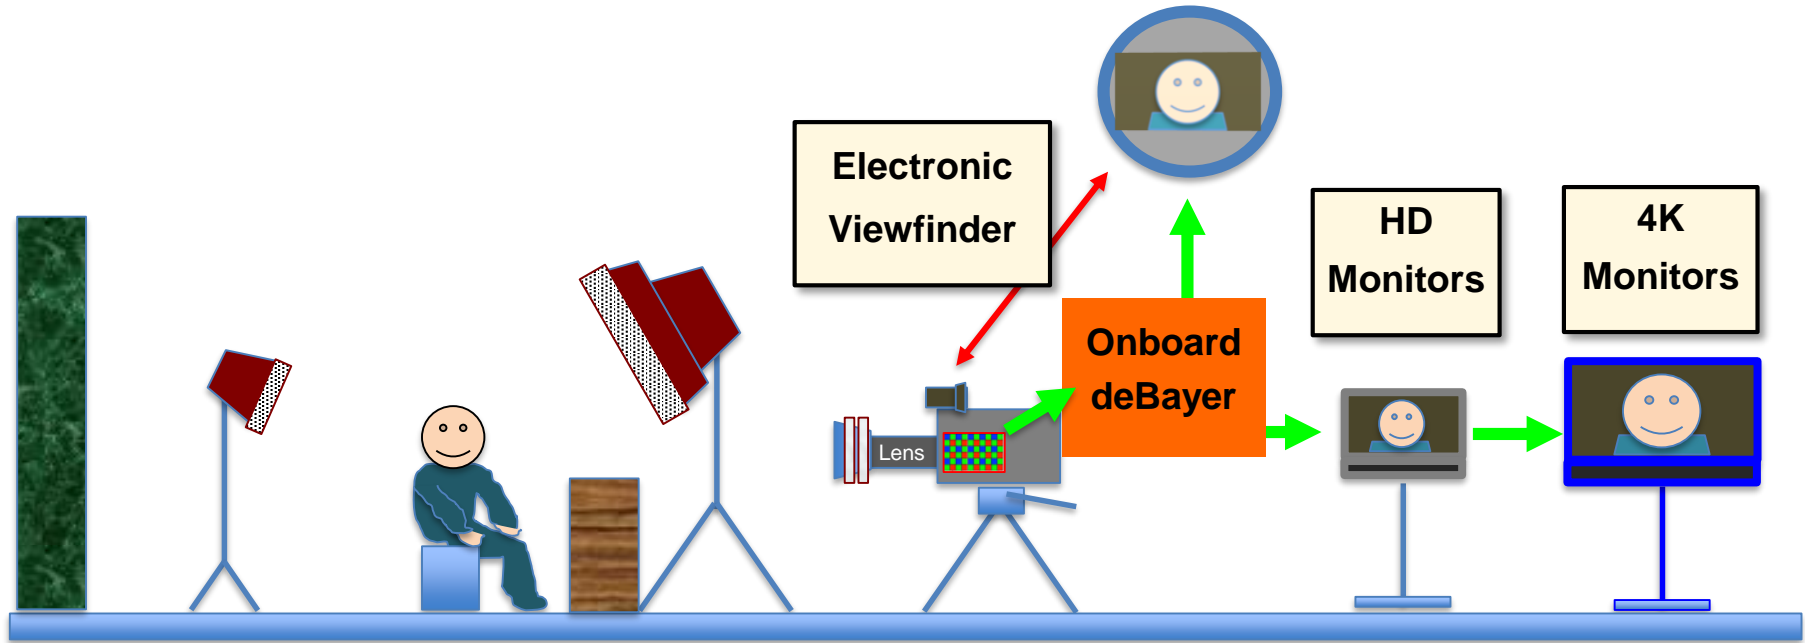 Electronic
Viewfinder
HD
Monitors
4K
Monitors
Onboard
deBayer
Lens